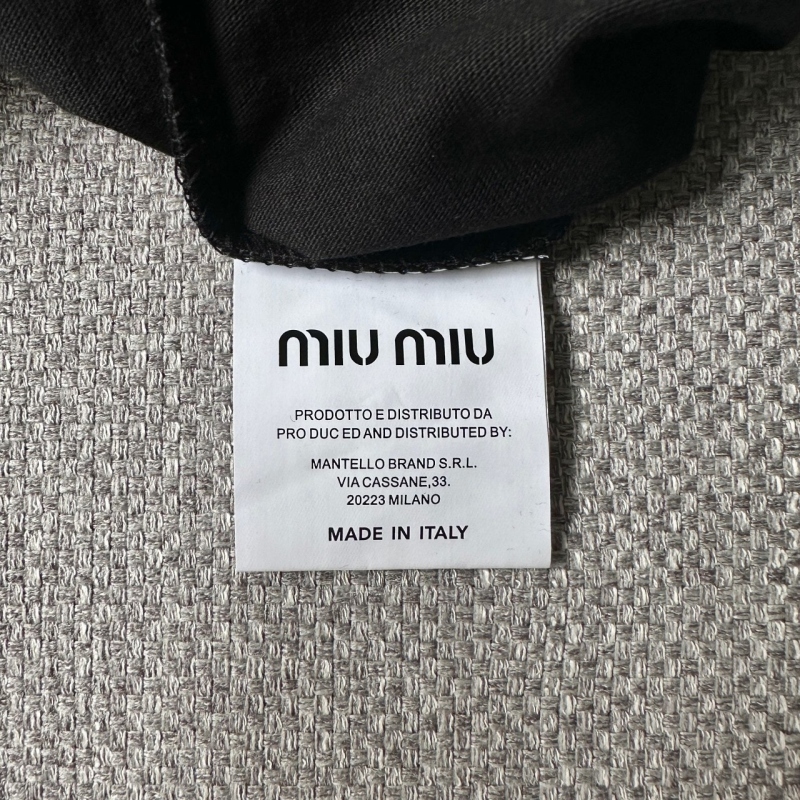 miu miu
PRODOTTO E DISTRIBUTO DA
PRO DUC ED AND DISTRIBUTED BY:
MANTELLO BRAND S.R.L.
VIA CASSANE,33.
20223 MILANO
MADE IN ITALY